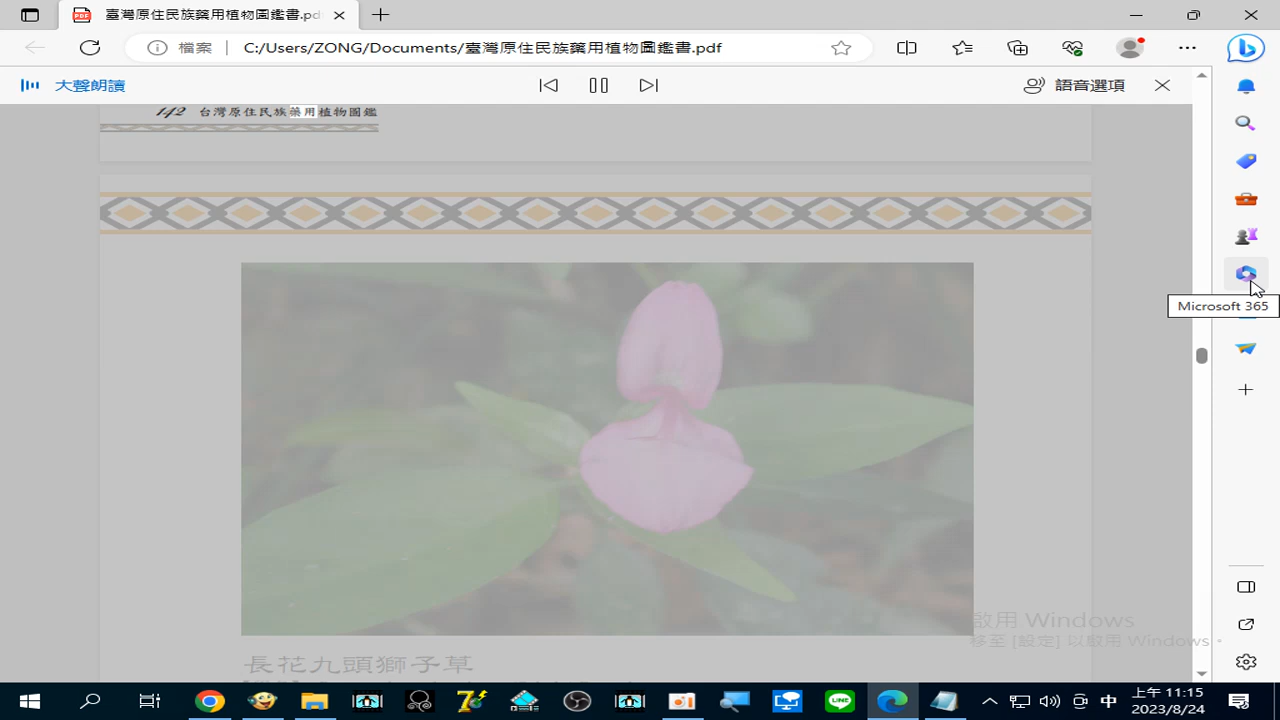 臺灣原住民族藥用植物圖鑑書.pdf
檔案
C:/Users/ZONG/Documents/臺灣原住民族藥用植物圖鑑書.pdf
大聲朗讀
語音選項
142 台灣原住民族藥用植物圖鑑
Microsoft 365
啟用 Windows
移至 [設定] 以啟用 Windows。
長花九頭獅子草
中
上午 11:15
2023/8/24